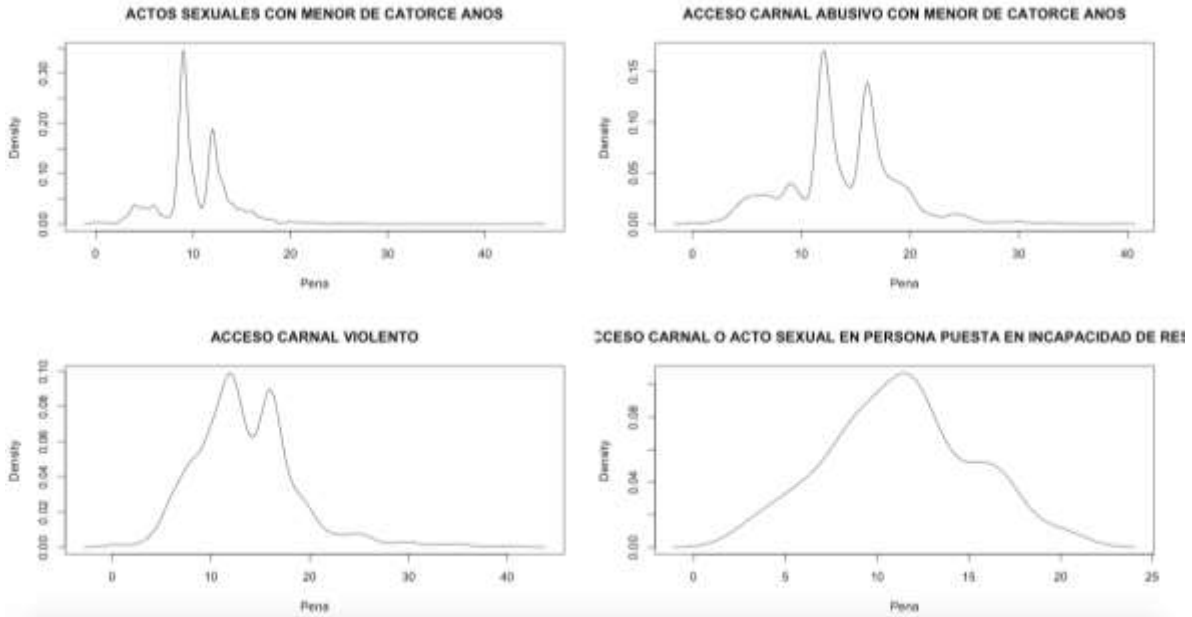 ACTOS SEXUALES CON MENOR DE CATORCE ANOS
Density
0.00 0.10 0.20 0.30
0 10 20 30 40
Pena
ACCESO CARNAL ABUSIVO CON MENOR DE CATORCE ANOS
Density
0.00 0.05 0.10 0.15
0 10 20 30 40
Pena
ACCESO CARNAL VIOLENTO
Density
0.00 0.02 0.04 0.06 0.08 0.10
0 10 20 30 40
Pena
CCESO CARNAL O ACTO SEXUAL EN PERSONA PUESTA EN INCAPACIDAD DE RES
Density
0.00 0.04 0.08
0 5 10 15 20 25
Pena